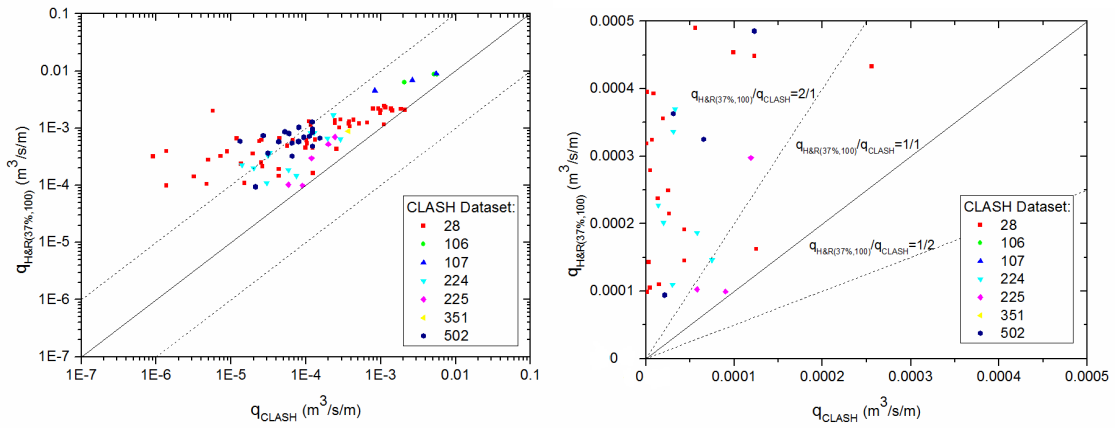 0.1
0.01
1E-3
1E-4
1E-5
1E-6
1E-7
1E-7 1E-6 1E-5 1E-4 1E-3 0.01 0.1
qH&R(37%,100) (m3/s/m)
qCLASH (m3/s/m)
CLASH Dataset:
28
106
107
224
225
351
502
0.0005
0.0004
0.0003
0.0002
0.0001
0
0 0.0001 0.0002 0.0003 0.0004 0.0005
qH&R(37%,100) (m3/s/m)
qCLASH (m3/s/m)
qH&R(37%,100)/qCLASH=2/1
qH&R(37%,100)/qCLASH=1/1
qH&R(37%,100)/qCLASH=1/2
CLASH Dataset:
28
106
107
224
225
351
502